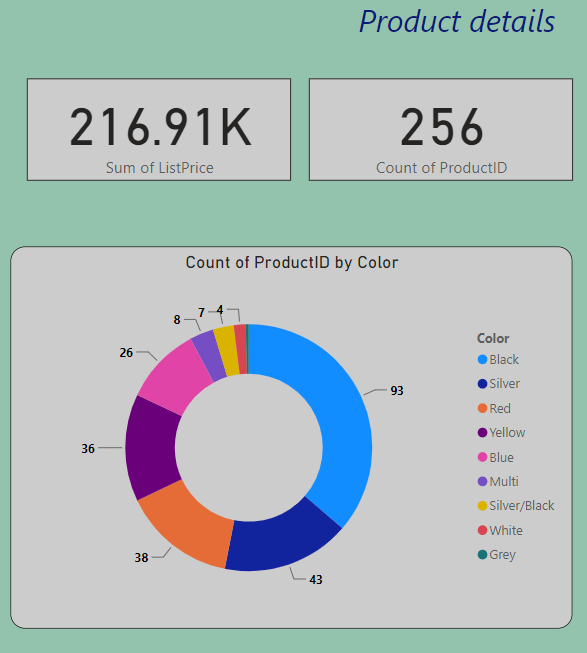 Product details
216.91K
Sum of ListPrice
256
Count of ProductID
Count of ProductID by Color
93
43
38
36
26
8
7
4
Color
Black
Silver
Red
Yellow
Blue
Multi
Silver/Black
White
Grey